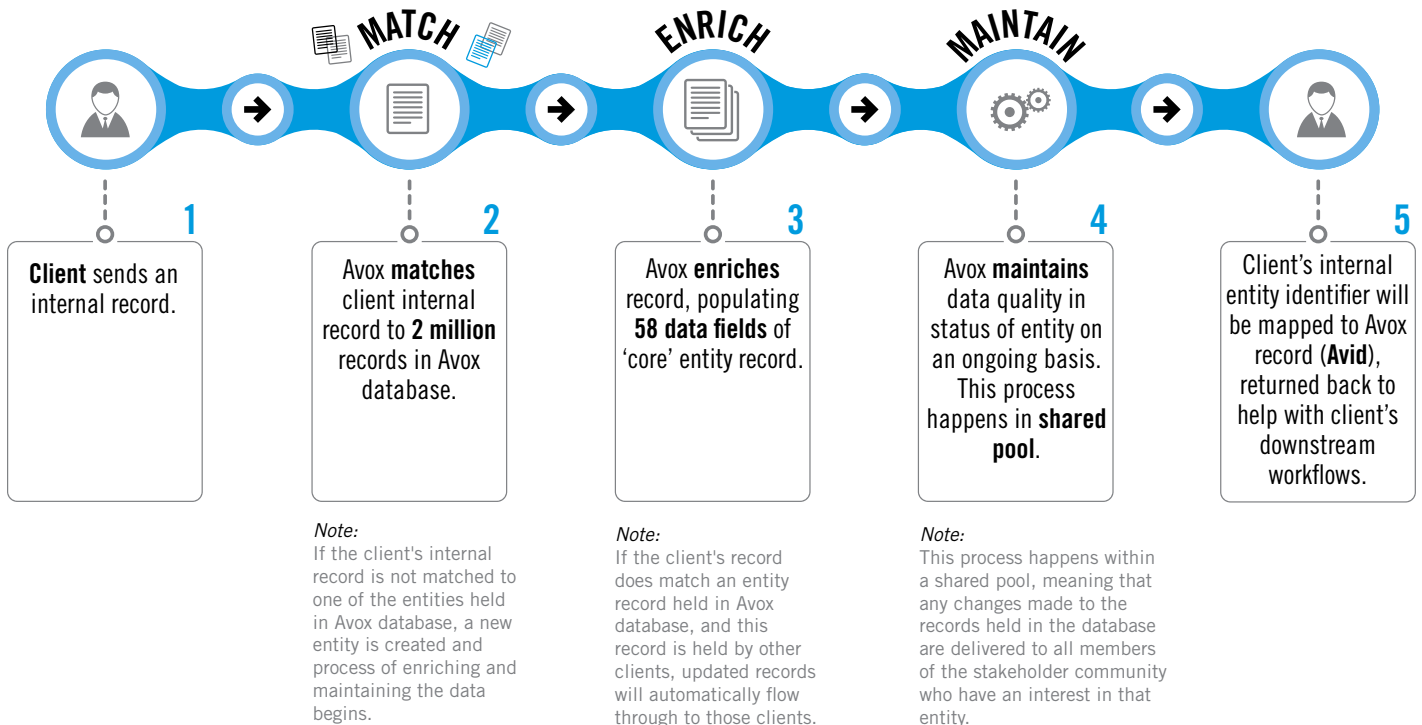 MATCH
ENRICH
MAINTAIN
1
Client sends an
internal record.
2
Avox matches
client internal
record to 2 million
records in Avox
database.
Note:
If the client's internal
record is not matched to
one of the entities held
in Avox database, a new
entity is created and
process of enriching and
maintaining the data
begins.
3
Avox enriches
record, populating
58 data fields of
‘core’ entity record.
Note:
If the client's record
does match an entity
record held in Avox
database, and this
record is held by other
clients, updated records
will automatically flow
through to those clients.
4
Avox maintains
data quality in
status of entity on
an ongoing basis.
This process
happens in shared
pool.
Note:
This process happens within
a shared pool, meaning that
any changes made to the
records held in the database
are delivered to all members
of the stakeholder community
who have an interest in that
entity.
5
Client’s internal
entity identifier will
be mapped to Avox
record (Avid),
returned back to
help with client’s
downstream
workflows.